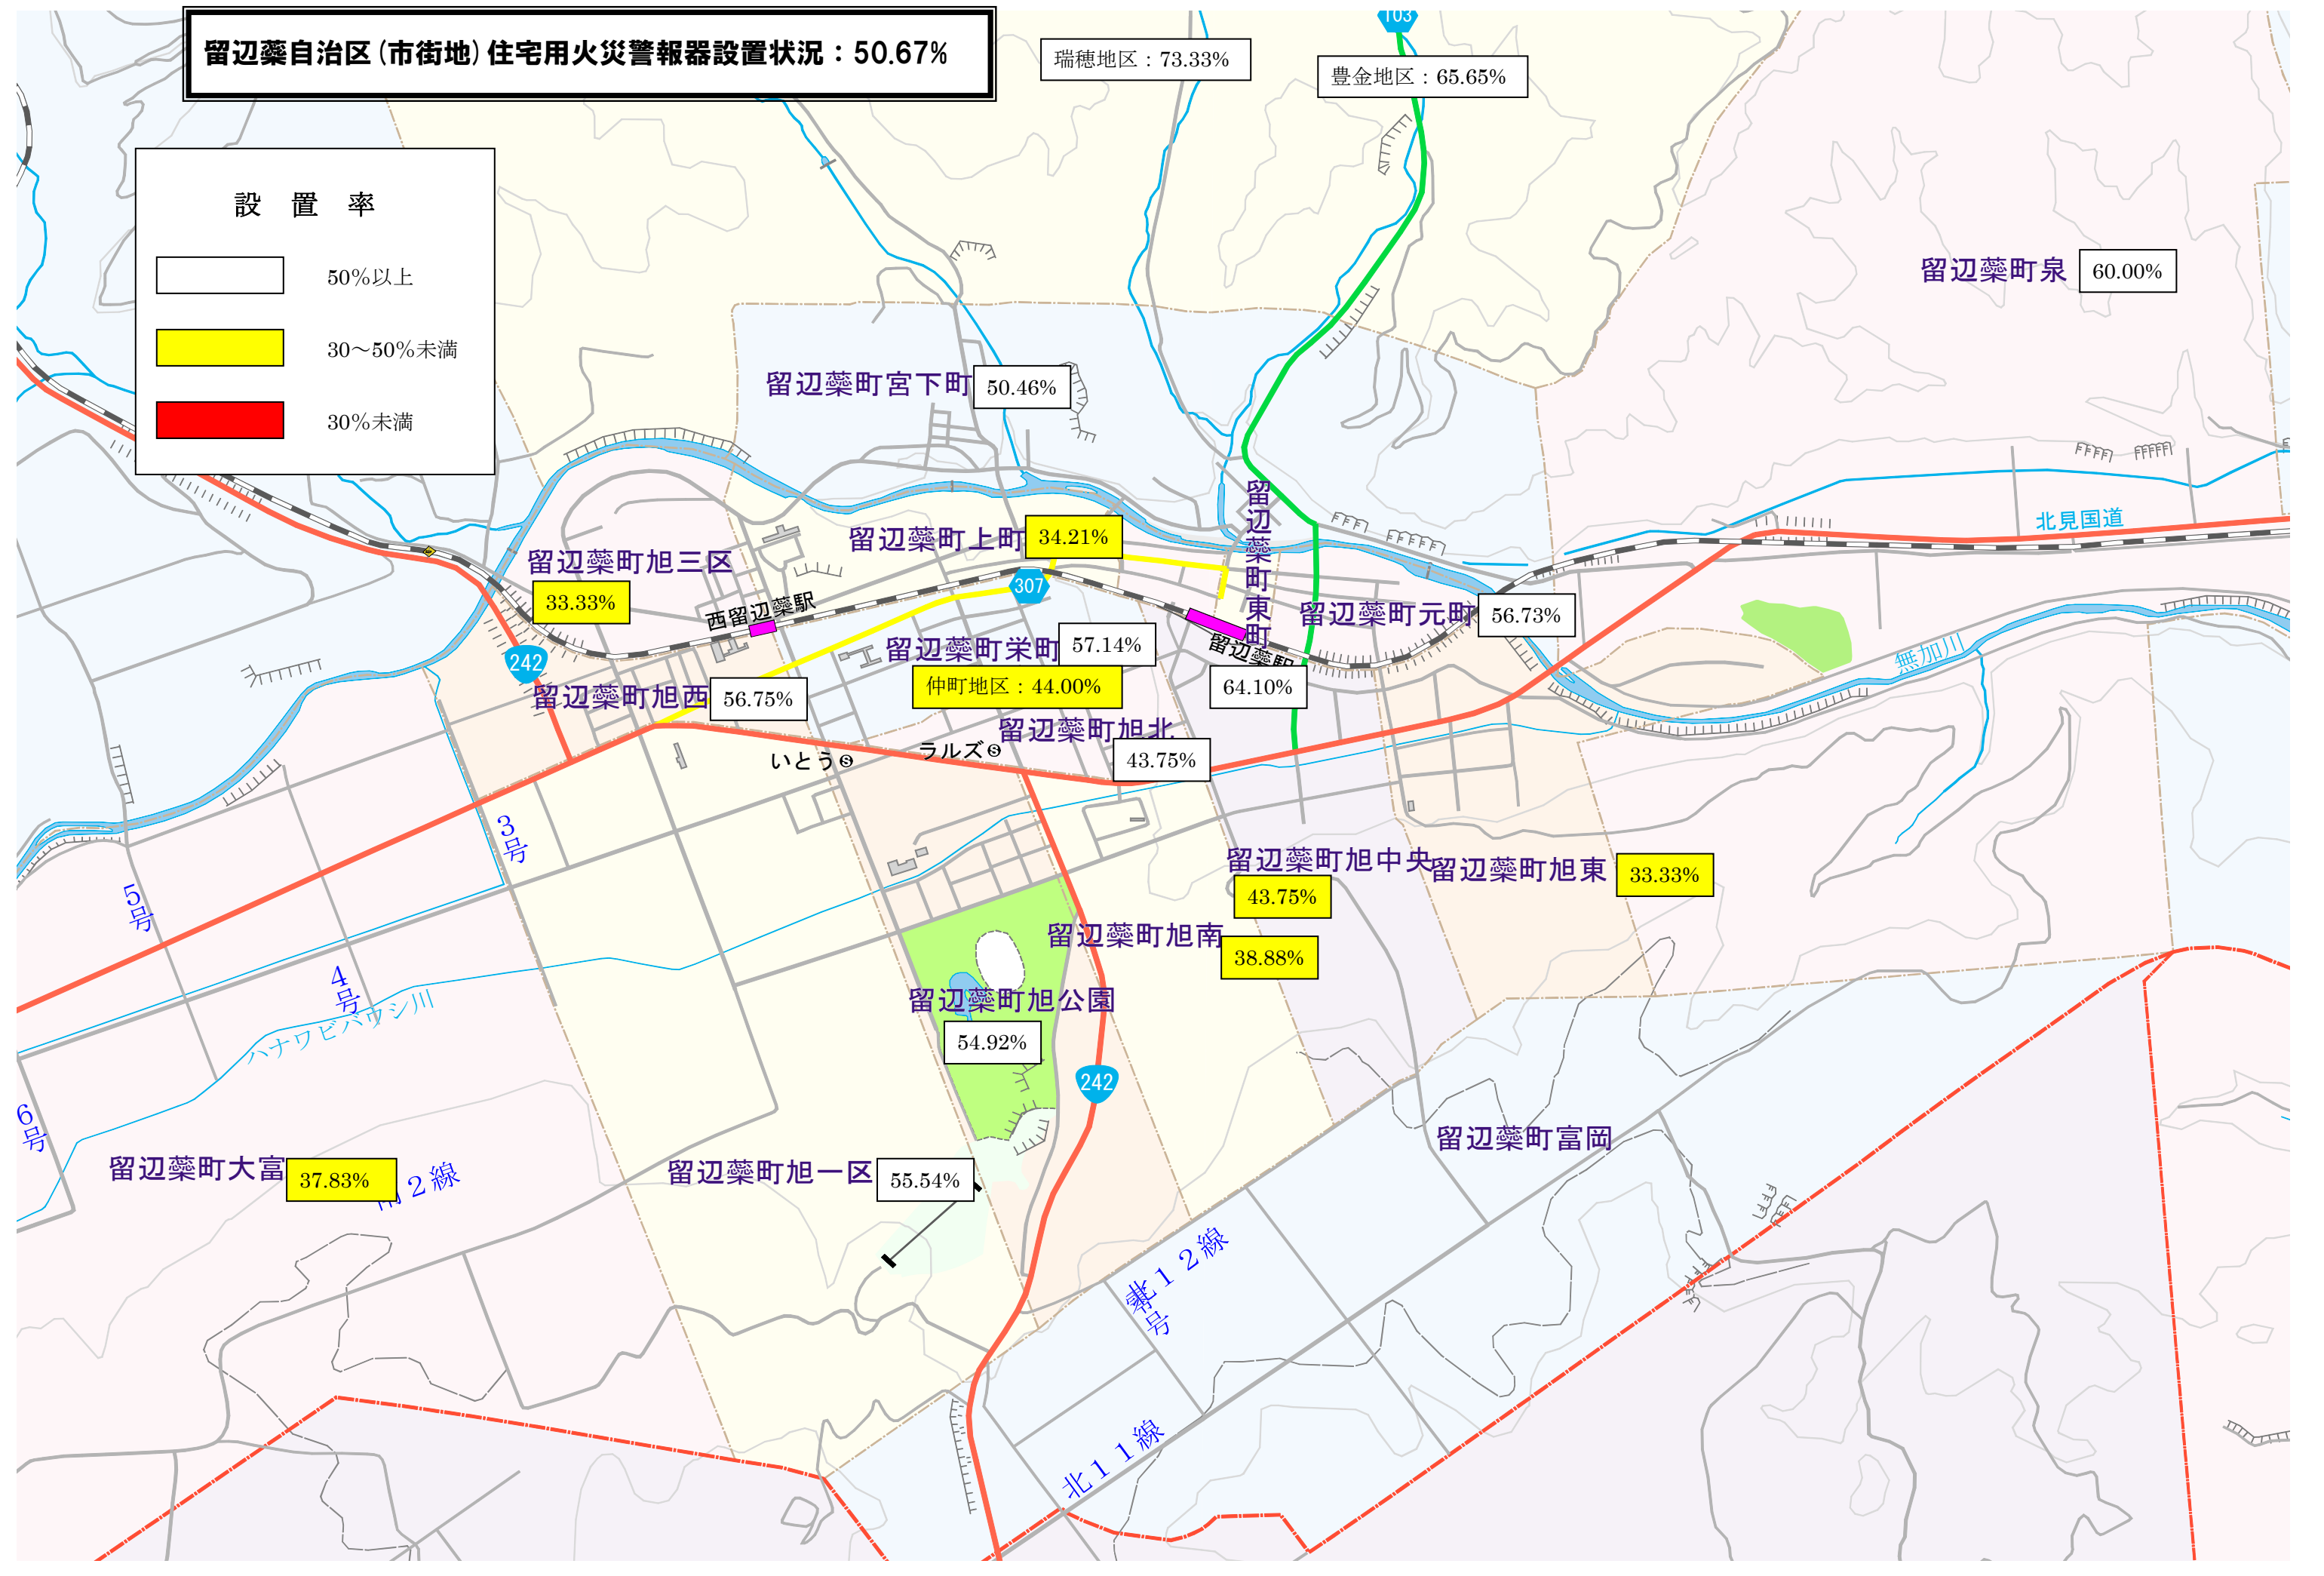 留辺蘂自治区(市街地)住宅用火災警報器設置状況：50.67%
瑞穂地区：73.33%
103
豊金地区：65.65%
設 置 率
50%以上
30～50%未満
30%未満
留辺蘂町泉 60.00%
留辺蘂町宮下町 50.46%
北見国道
留辺蘂町上町 34.21%
留辺蘂町東町
64.10%
留辺蘂町旭三区
33.33%
307
西留辺蘂駅
留辺蘂町元町 56.73%
留辺蘂町栄町 57.14%
留辺蘂駅
無加川
242
仲町地区：44.00%
留辺蘂町旭西 56.75%
留辺蘂町旭北
43.75%
いとう
ラルズ
3号
留辺蘂町旭中央
43.75%
留辺蘂町旭東 33.33%
5号
留辺蘂町旭南
38.88%
4号
ハナワビバウシ川
留辺蘂町旭公園
54.92%
242
6号
留辺蘂町富岡
留辺蘂町大富 37.83%
２線
留辺蘂町旭一区 55.54%
北１２線
号
北１１線